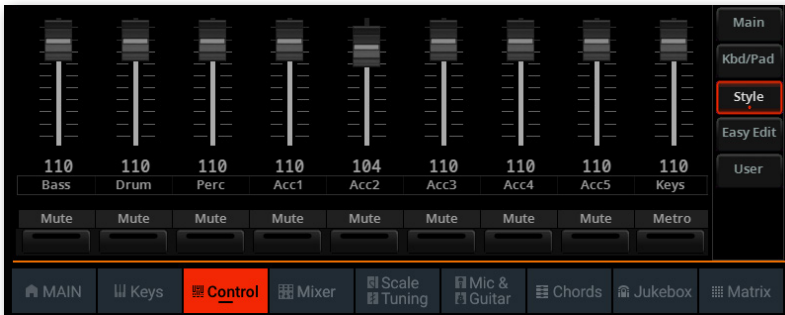 110 110 110 110 104 110 110 110 110
Bass Drum Perc Acc1 Acc2 Acc3 Acc4 Acc5 Keys
Mute Mute Mute Mute Mute Mute Mute Mute Metro
Main
Kbd/Pad
Style
Easy Edit
User
MAIN Keys Control Mixer Scale Tuning Mic & Guitar Chords Jukebox Matrix